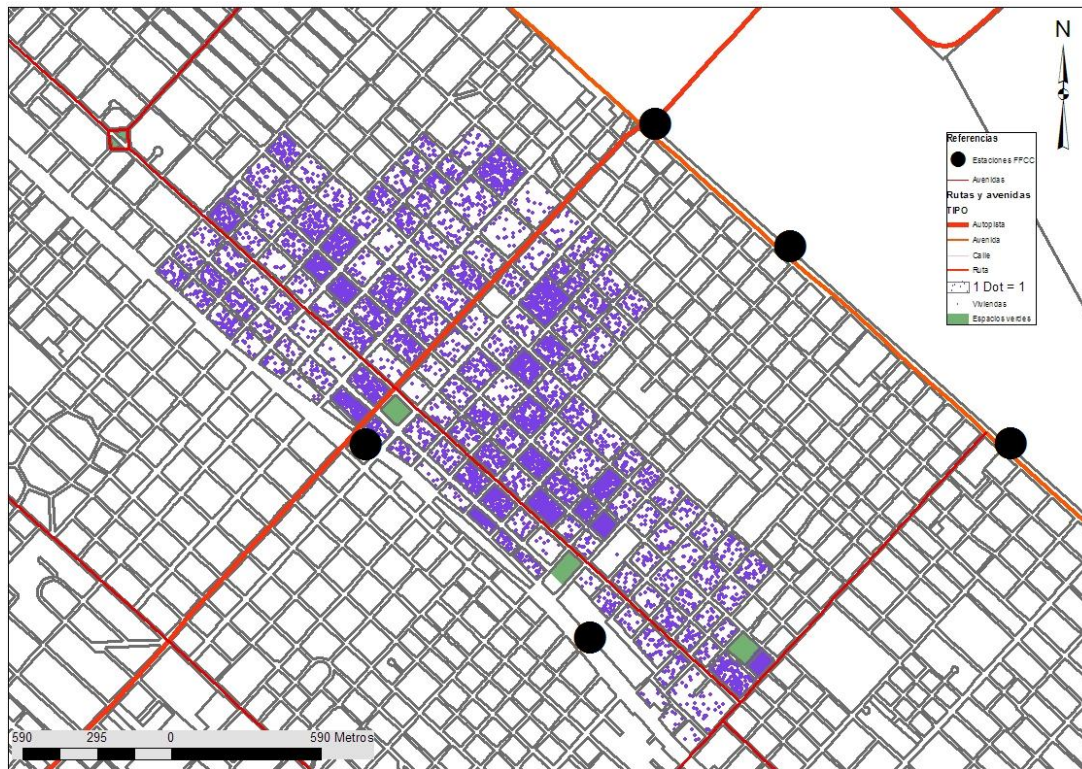 N
Referencias
Estaciones FFCC
Avenidas
Rutas y avenidas
TIPO
Autopista
Avenida
Calle
Ruta
1 Dot = 1
Viviendas
Espacios verdes
590 295 0 590 Metros